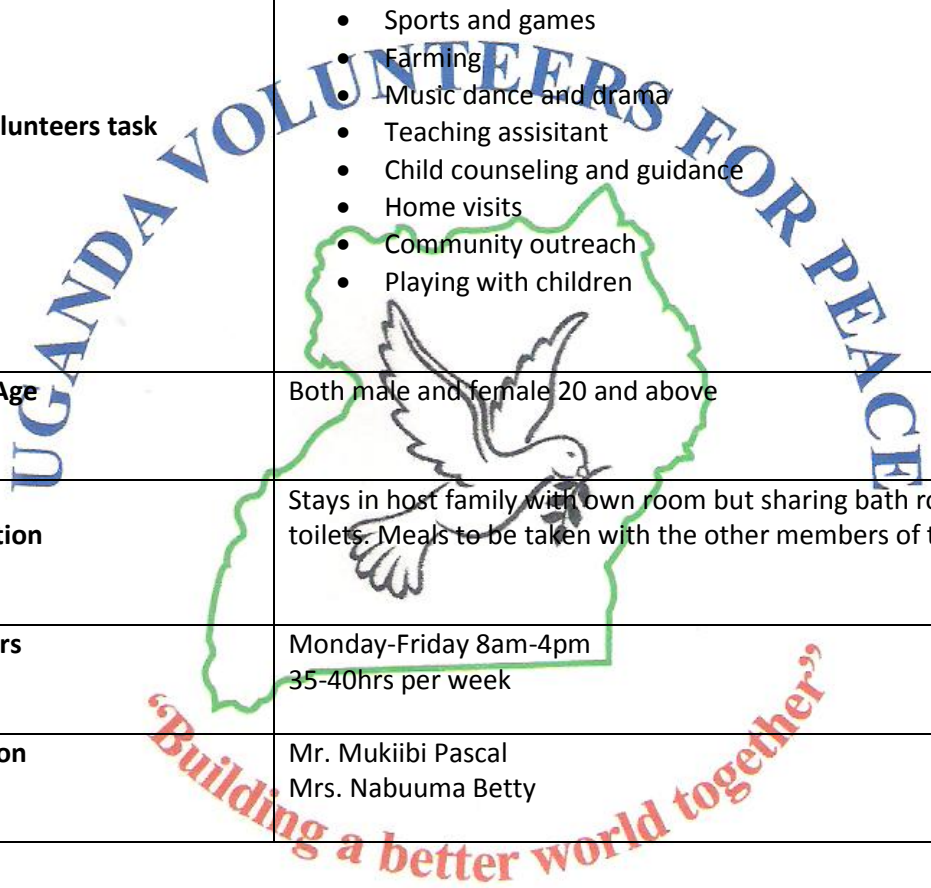 • Sports and games
• Farming
• Music dance and drama
lunteers task
• Teaching assisitant
• Child counseling and guidance
• Home visits
• Community outreach
• Playing with children
Age
Both male and female 20 and above
Stays in host family with own room but sharing bath ro
tion
toilets. Meals to be taken with the other members of t
rs
Monday-Friday 8am-4pm
35-40hrs per week
on
Mr. Mukiibi Pascal
Mrs. Nabuuma Betty
UGANDA VOLUNTEERS FOR PEACE
“Building a better world together”